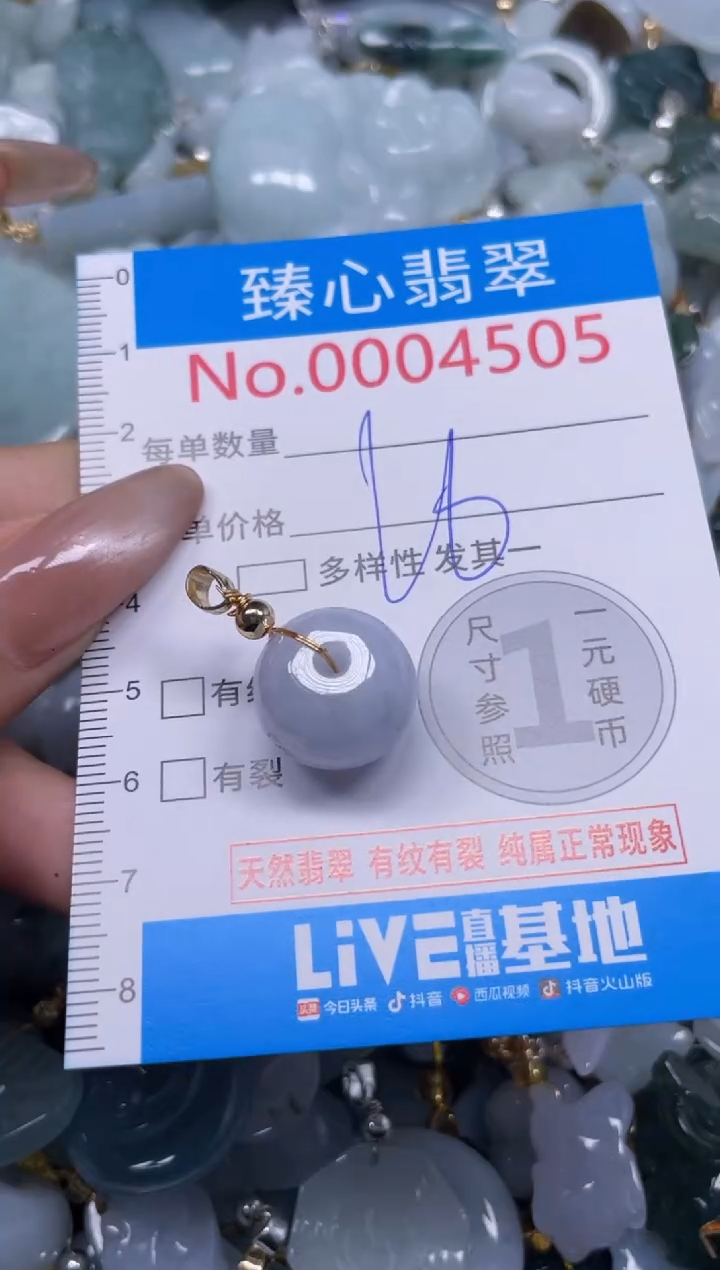 0
臻心翡翠
1
No.0004505
2
每单数量
单价格
多样性 发其一
4
尺寸参照
1
一元硬币
5
有
6
有裂
天然翡翠 有纹有裂 纯属正常现象
7
LiVE直播基地
8
头条 今日头条 抖音 西瓜视频 抖音火山版